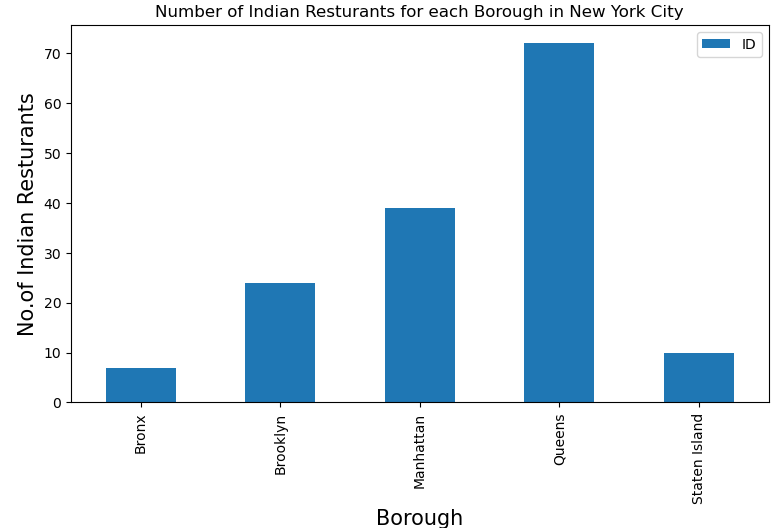 Number of Indian Resturants for each Borough in New York City
ID
No.of Indian Resturants
70
60
50
40
30
20
10
0
Bronx
Brooklyn
Manhattan
Queens
Staten Island
Borough